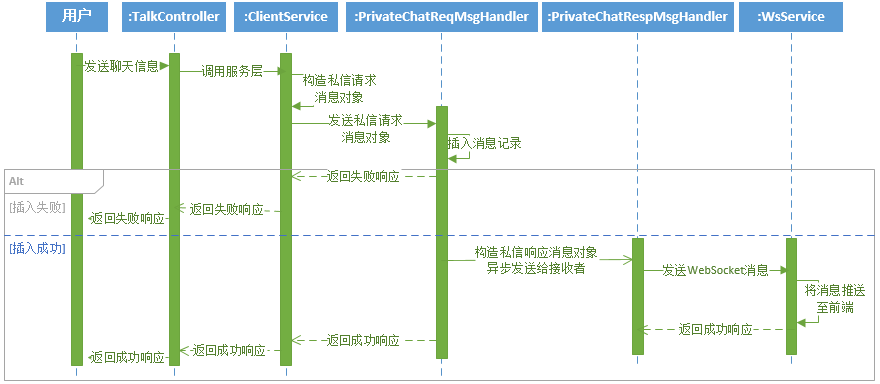 用户
:TalkController
:ClientService
:PrivateChatReqMsgHandler
:PrivateChatRespMsgHandler
:WsService
发送聊天信息
调用服务层
构造私信请求
消息对象
发送私信请求
消息对象
插入消息记录
Alt
返回失败响应
[插入失败]
返回失败响应
返回失败响应
[插入成功]
构造私信响应消息对象
异步发送给接收者
发送WebSocket消息
将消息推送
至前端
返回成功响应
返回成功响应
返回成功响应
返回成功响应